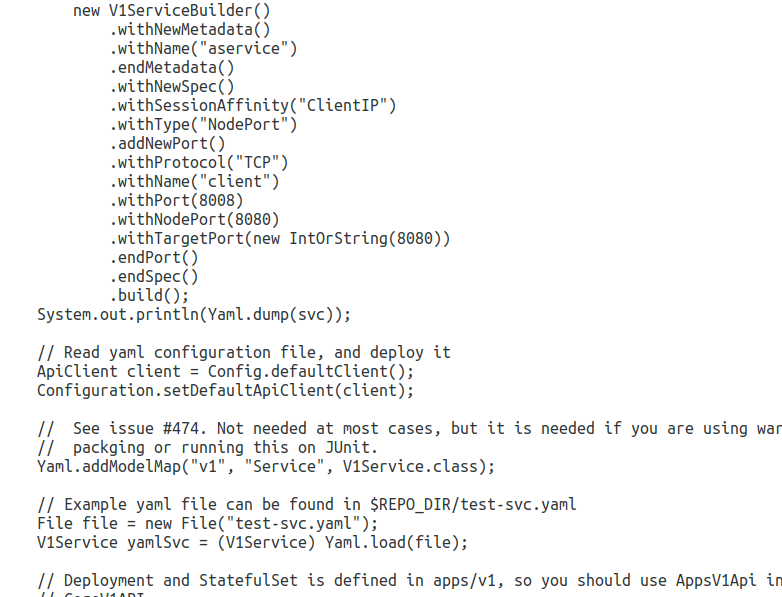 new V1ServiceBuilder()
.withNewMetadata()
.withName("aservice")
.endMetadata()
.withNewSpec()
.withSessionAffinity("ClientIP")
.withType("NodePort")
.addNewPort()
.withProtocol("TCP")
.withName("client")
.withPort(8008)
.withNodePort(8080)
.withTargetPort(new IntOrString(8080))
.endPort()
.endSpec()
.build();
System.out.println(Yaml.dump(svc));
// Read yaml configuration file, and deploy it
ApiClient client = Config.defaultClient();
Configuration.setDefaultApiClient(client);
//  See issue #474. Not needed at most cases, but it is needed if you are using war
//  packging or running this on JUnit.
Yaml.addModelMap("v1", "Service", V1Service.class);
// Example yaml file can be found in $REPO_DIR/test-svc.yaml
File file = new File("test-svc.yaml");
V1Service yamlSvc = (V1Service) Yaml.load(file);
// Deployment and StatefulSet is defined in apps/v1, so you should use AppsV1Api in